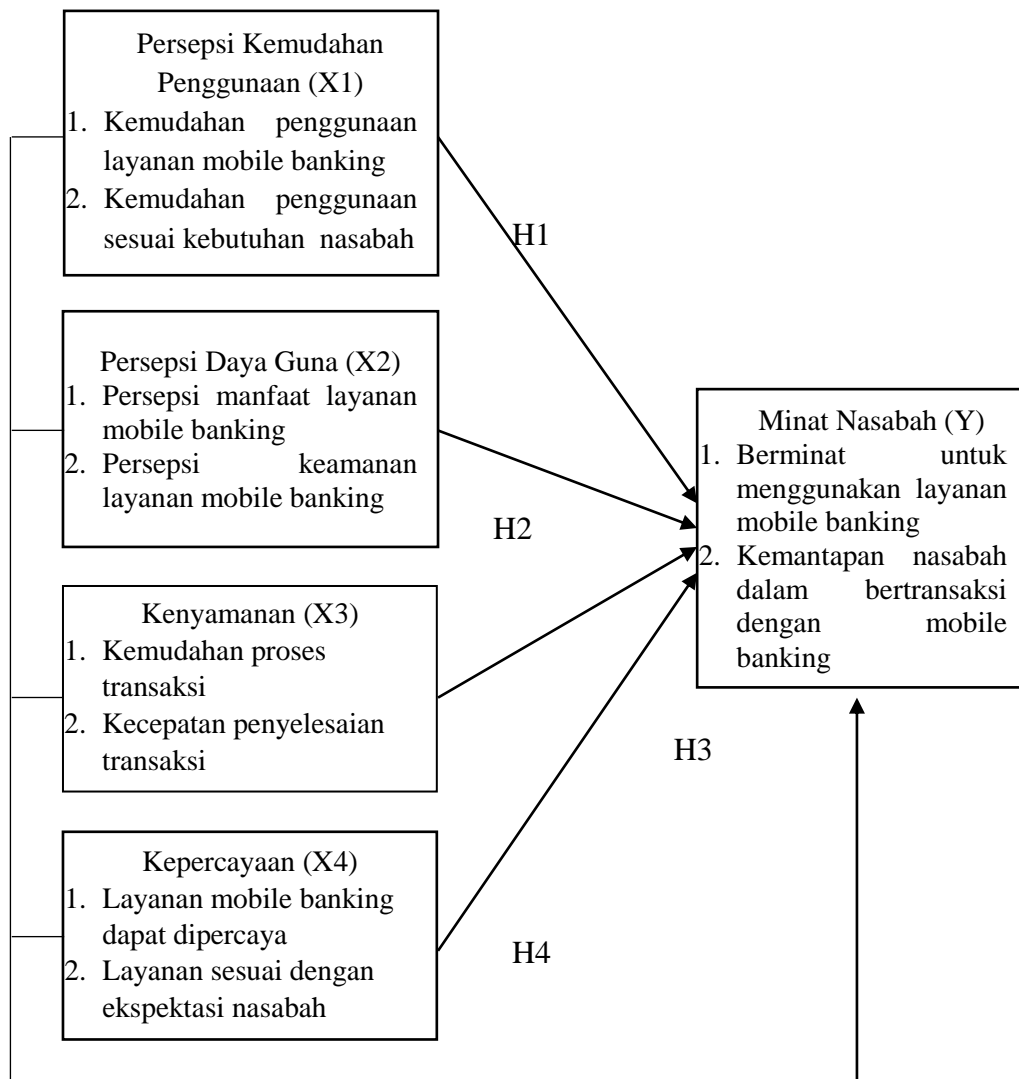 Persepsi Kemudahan
Penggunaan (X1)
1. Kemudahan penggunaan
layanan mobile banking
2. Kemudahan penggunaan
sesuai kebutuhan nasabah
H1
Persepsi Daya Guna (X2)
1. Persepsi manfaat layanan
mobile banking
2. Persepsi keamanan
layanan mobile banking
H2
Minat Nasabah (Y)
1. Berminat untuk
menggunakan layanan
mobile banking
2. Kemantapan nasabah
dalam bertransaksi
dengan mobile
banking
Kenyamanan (X3)
1. Kemudahan proses
transaksi
2. Kecepatan penyelesaian
transaksi
H3
Kepercayaan (X4)
1. Layanan mobile banking
dapat dipercaya
2. Layanan sesuai dengan
ekspektasi nasabah
H4